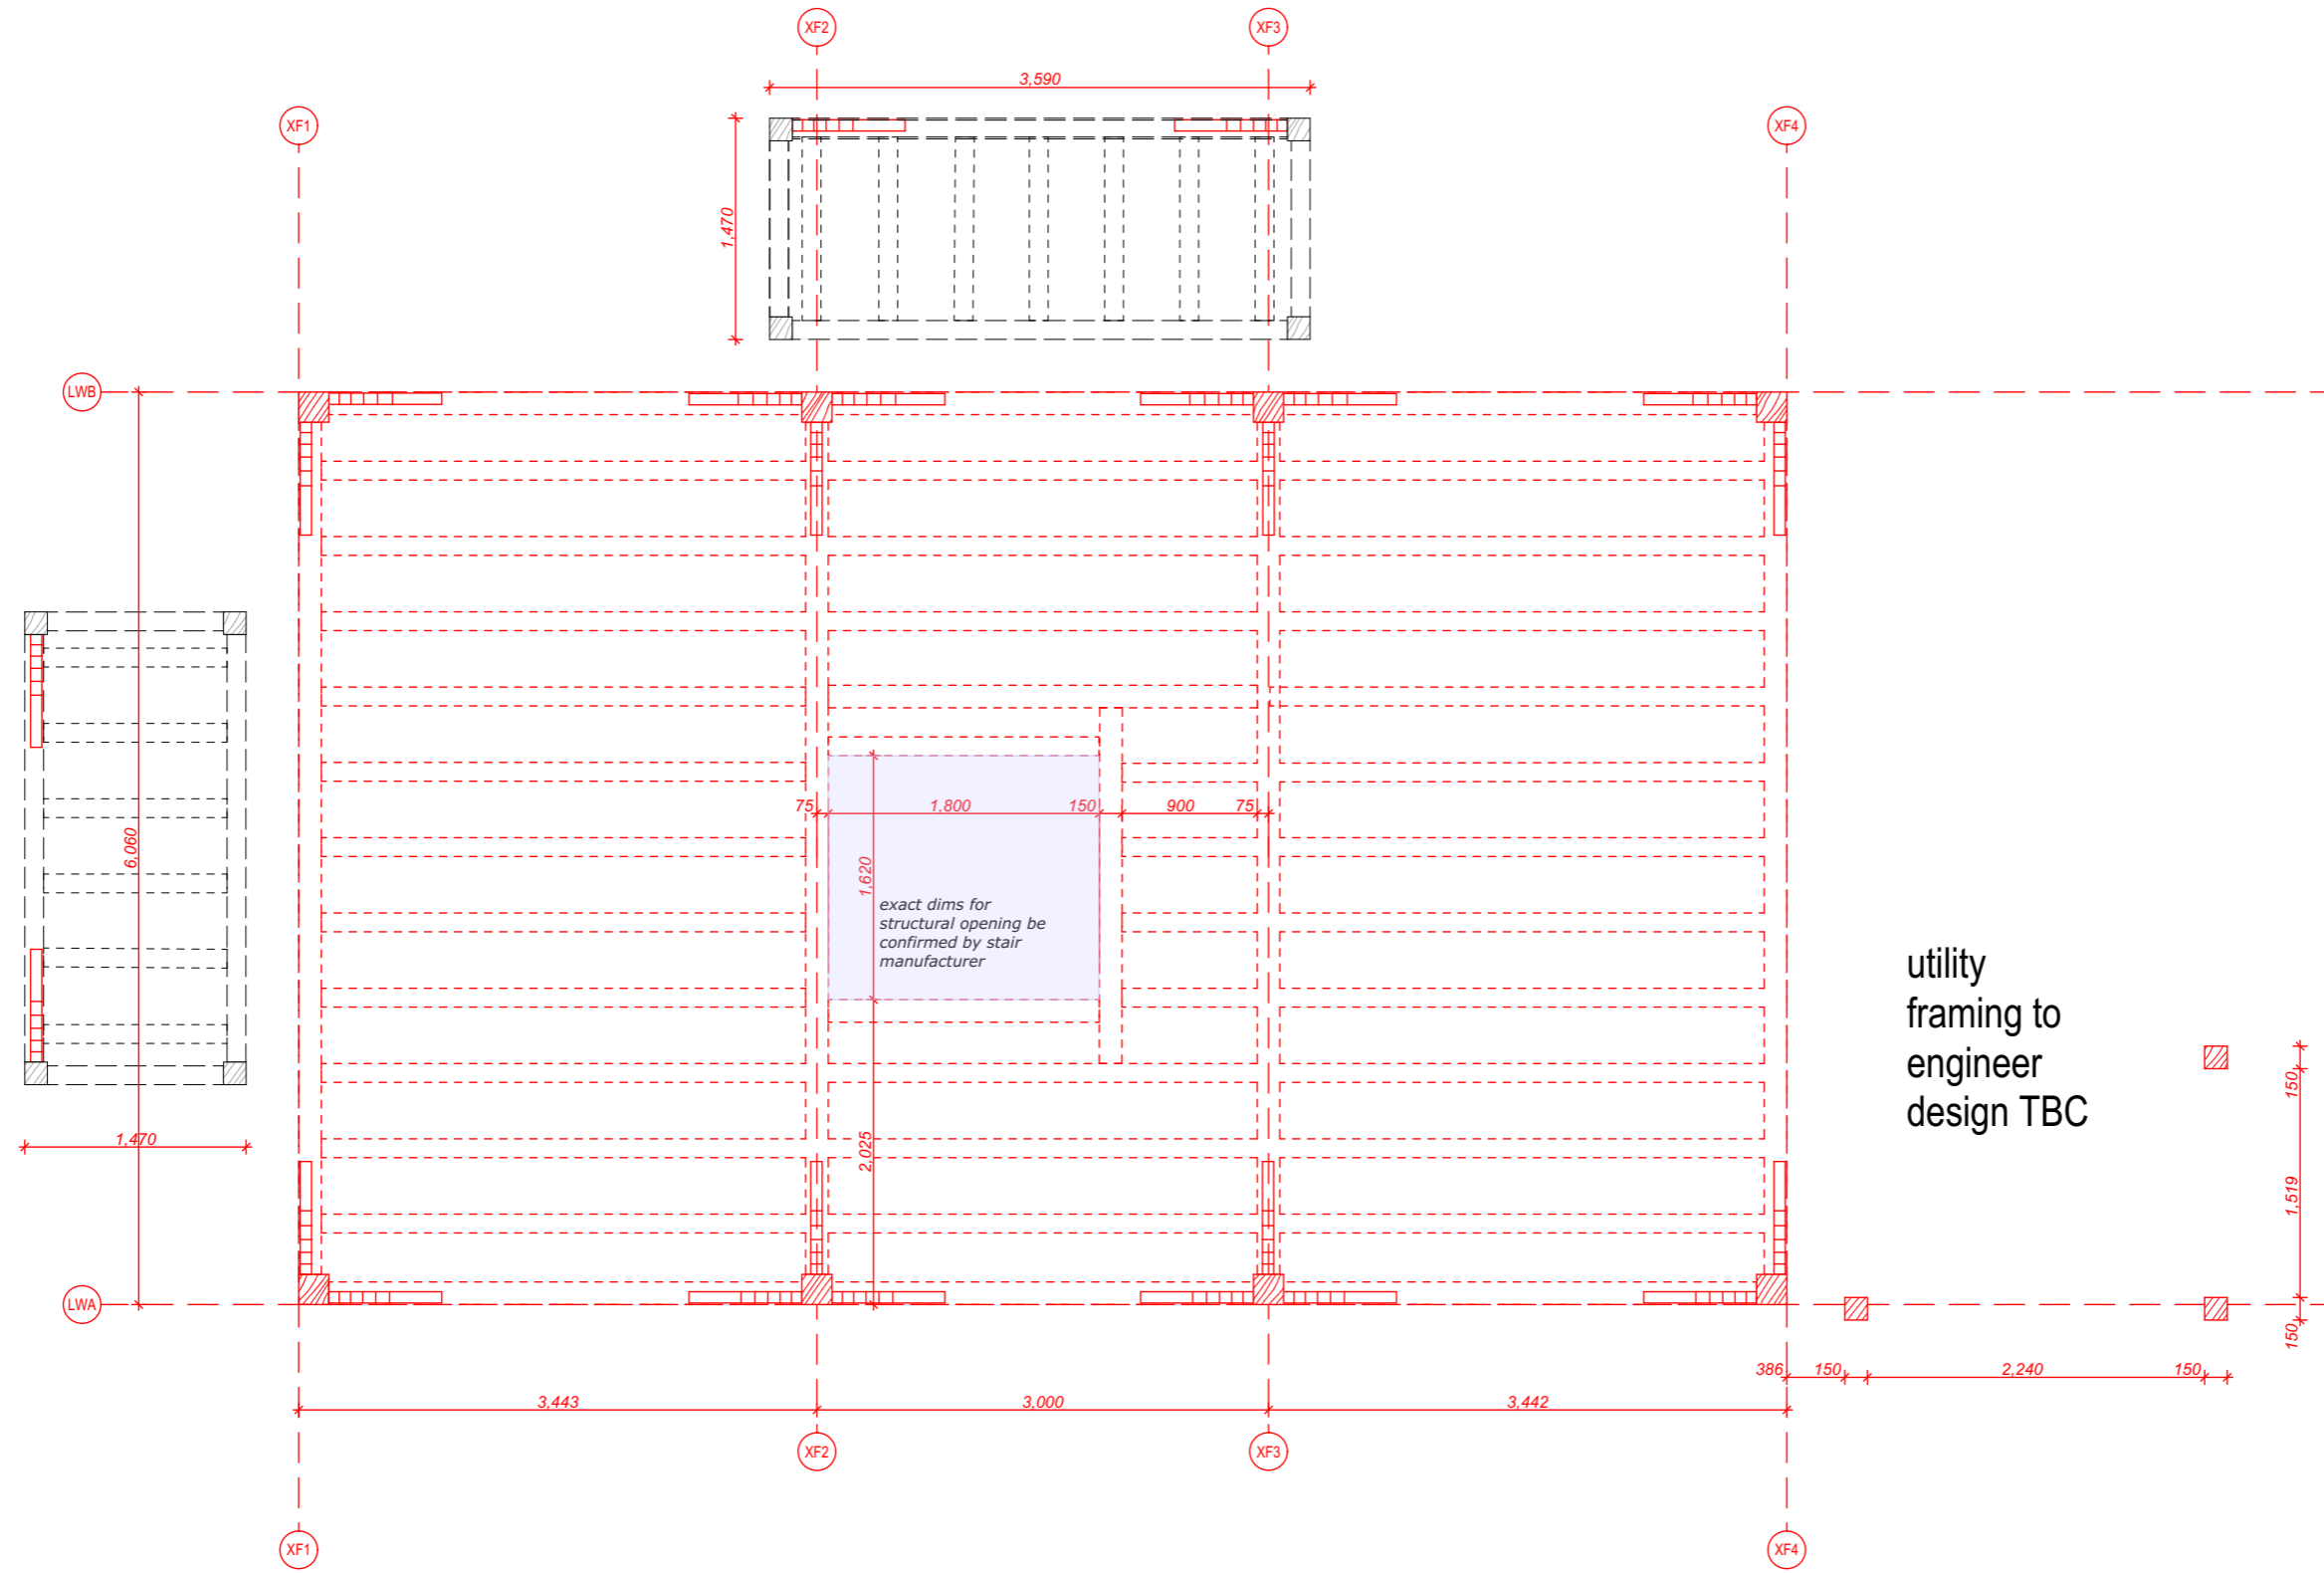 XF2
XF3
3,590
XF1
XF4
1,470
LWB
6,060
75
1,800
150
900
75
1,620
exact dims for
structural opening be
confirmed by stair
manufacturer
utility
framing to
engineer
design TBC
150
1,470
2,025
1,519
LWA
150
386
150
2,240
150
3,443
3,000
3,442
XF2
XF3
XF1
XF4